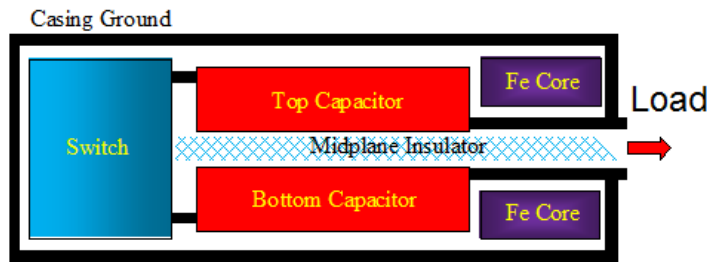 Casing Ground
Fe Core
Top Capacitor
Load
Switch
Midplane Insulator
Bottom Capacitor
Fe Core